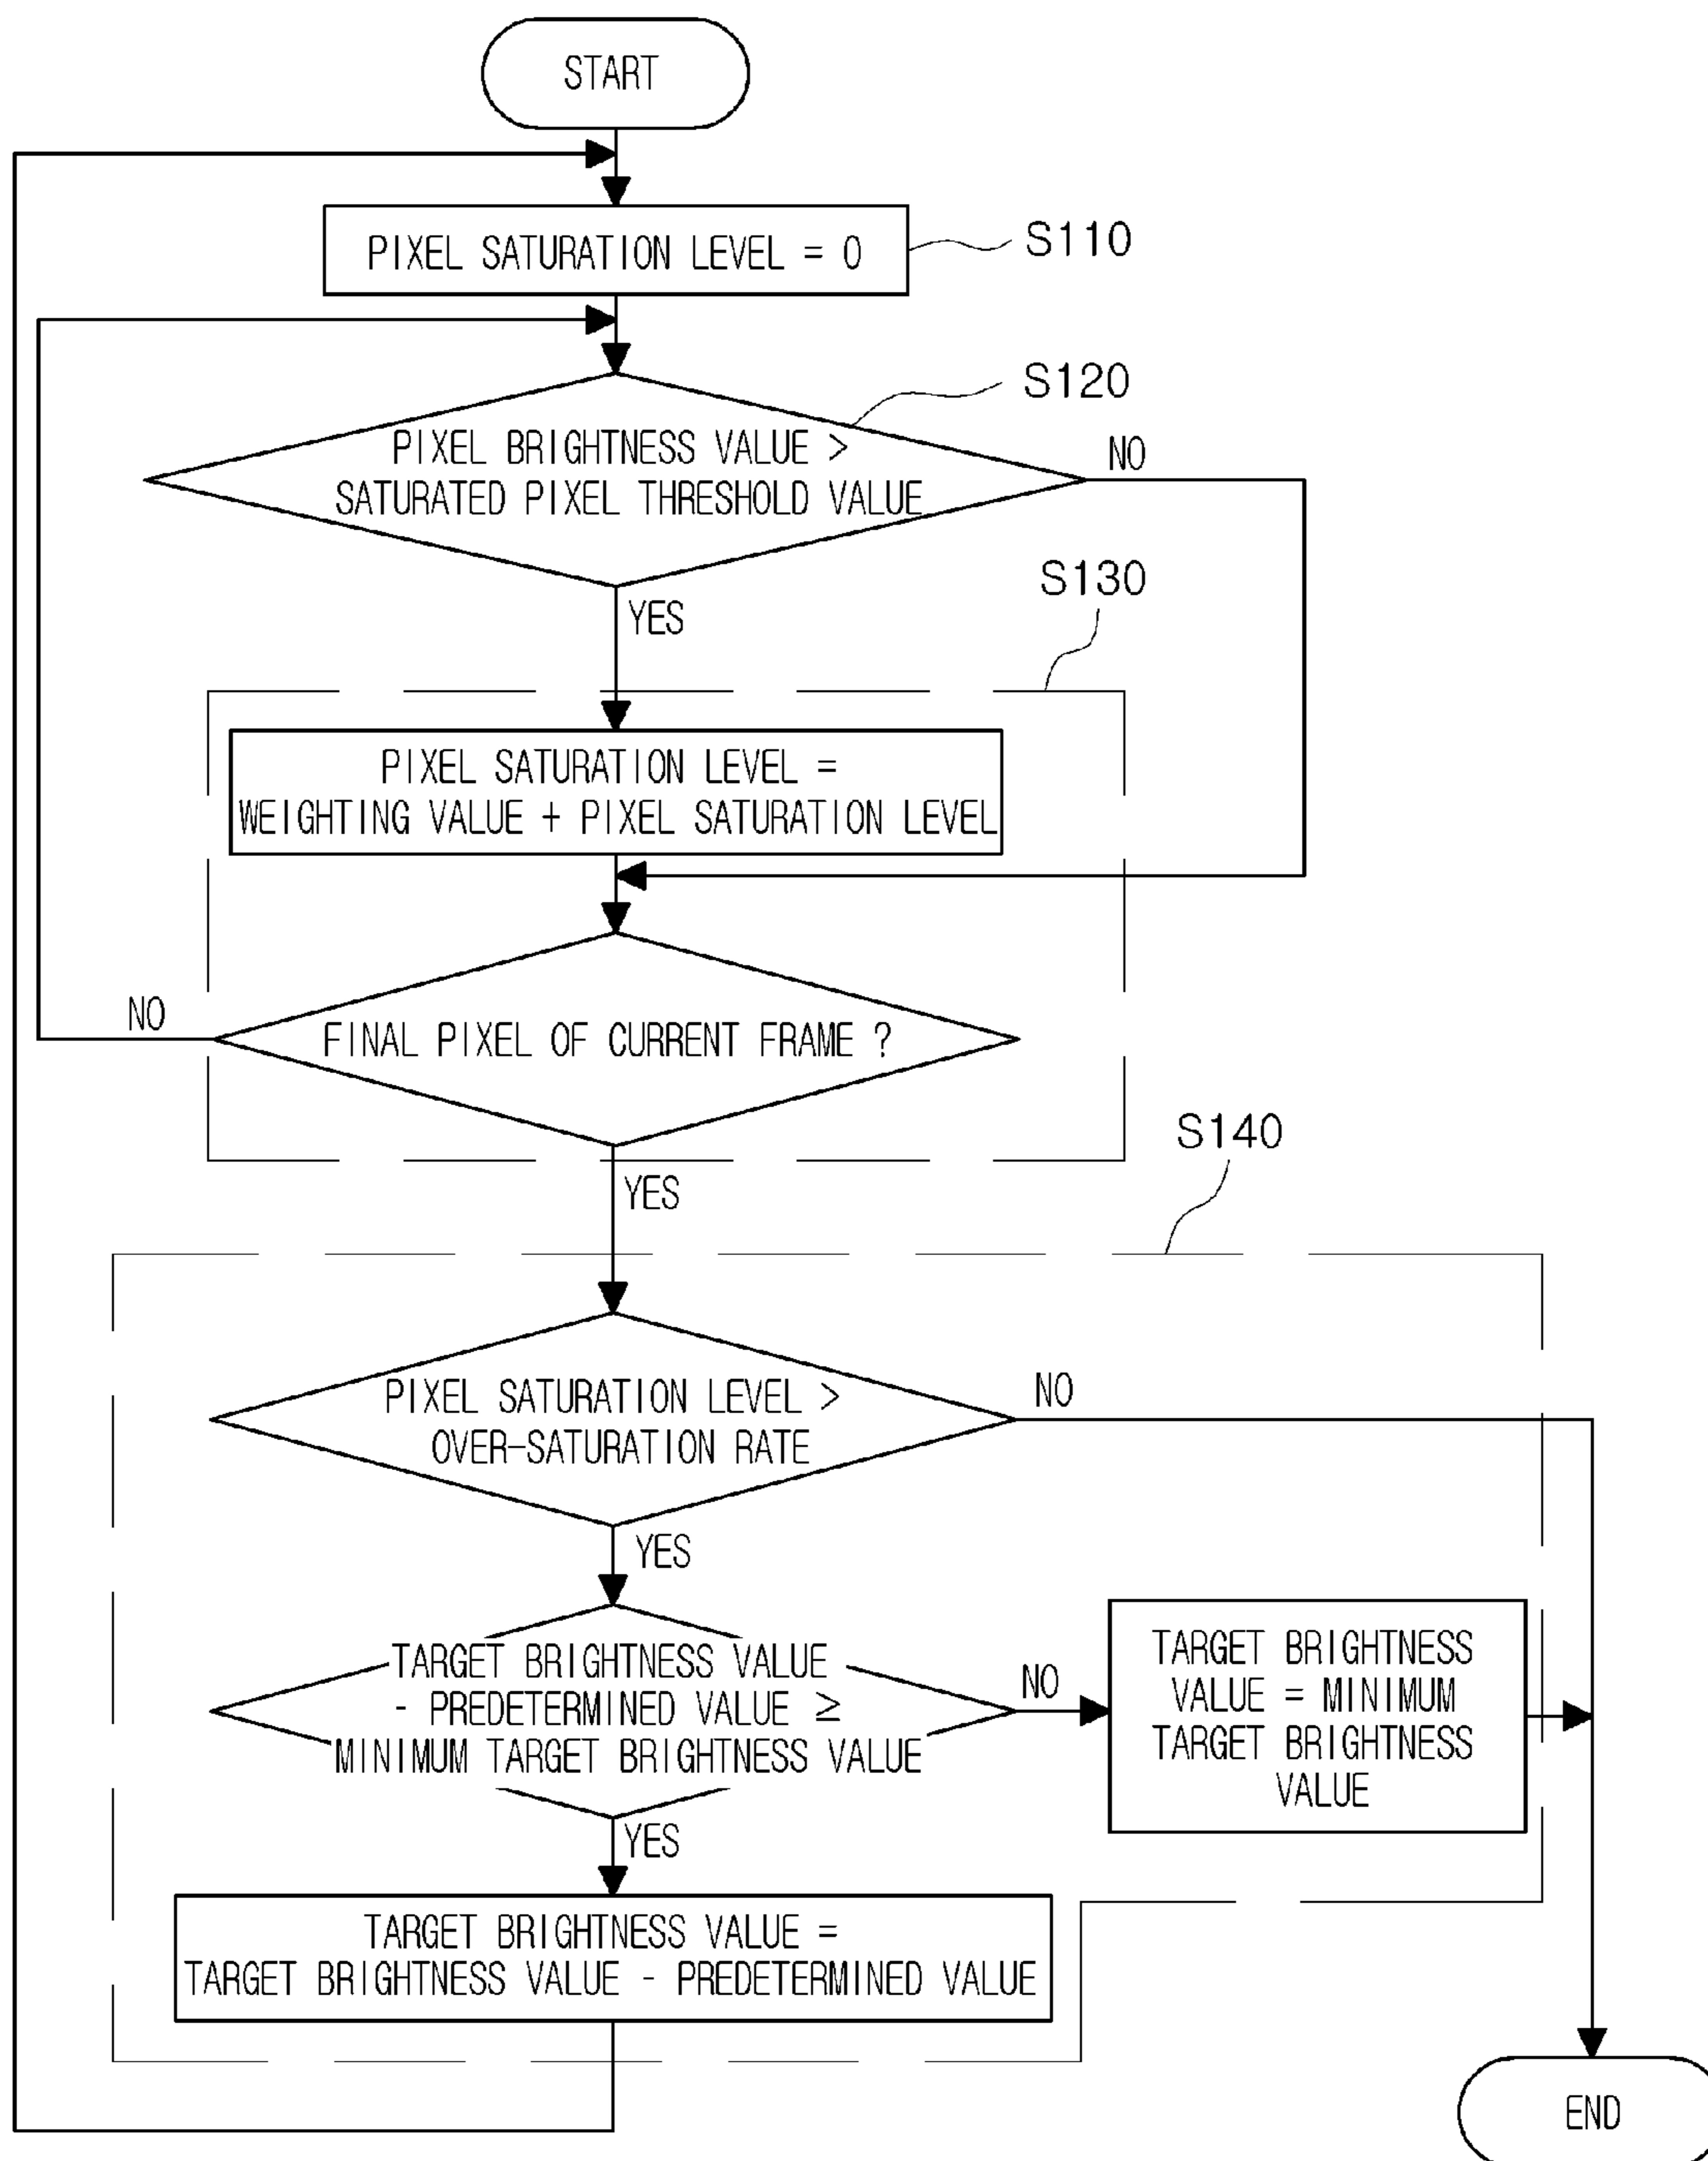 START
PIXEL SATURATION LEVEL = 0
S110
S120
PIXEL BRIGHTNESS VALUE >
SATURATED PIXEL THRESHOLD VALUE
NO
S130
YES
PIXEL SATURATION LEVEL =
WEIGHTING VALUE + PIXEL SATURATION LEVEL
NO
FINAL PIXEL OF CURRENT FRAME ?
S140
YES
PIXEL SATURATION LEVEL >
OVER-SATURATION RATE
NO
YES
TARGET BRIGHTNESS VALUE
- PREDETERMINED VALUE ≥
MINIMUM TARGET BRIGHTNESS VALUE
NO
TARGET BRIGHTNESS
VALUE = MINIMUM
TARGET BRIGHTNESS
VALUE
YES
TARGET BRIGHTNESS VALUE =
TARGET BRIGHTNESS VALUE - PREDETERMINED VALUE
END